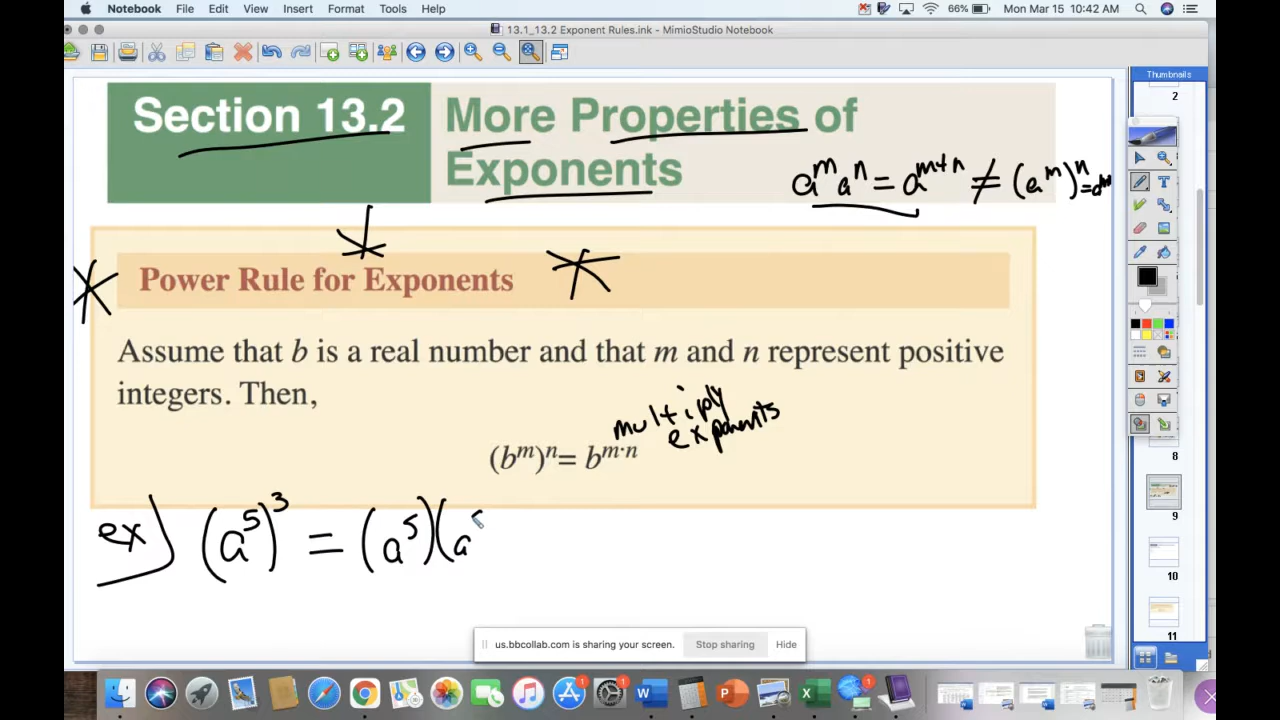 Notebook File Edit View Insert Format Tools Help 66% Mon Mar 15 10:42 AM
13.1_13.2 Exponent Rules.ink - MimioStudio Notebook
Thumbnails
2
Section 13.2 More Properties of
Exponents
a^m a^n = a^{m+n} ≠ (a^m)^n
Power Rule for Exponents
Assume that b is a real number and that m and n represent positive
integers. Then,
multiply
exponents
(b^m)^n = b^{m·n}
ex) (a^5)^3 = (a^5)(a
8
9
10
11
us.bbcollab.com is sharing your screen. Stop sharing Hide